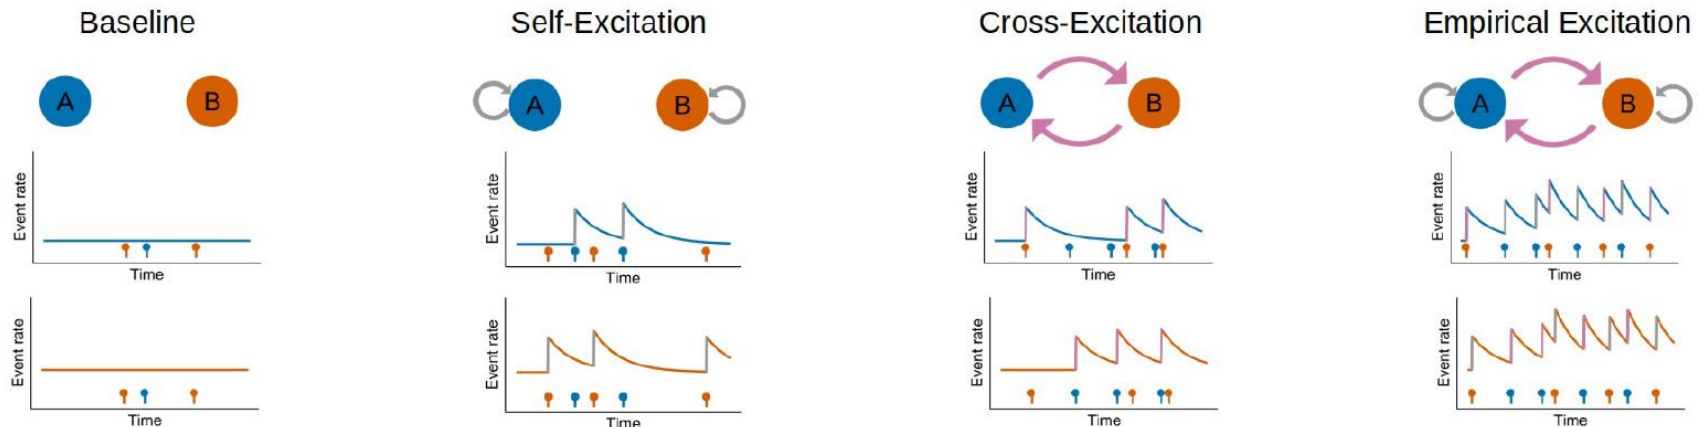 Baseline
A B
Event rate
Time
Event rate
Time
Self-Excitation
A B
Event rate
Time
Event rate
Time
Cross-Excitation
A B
Event rate
Time
Event rate
Time
Empirical Excitation
A B
Event rate
Time
Event rate
Time